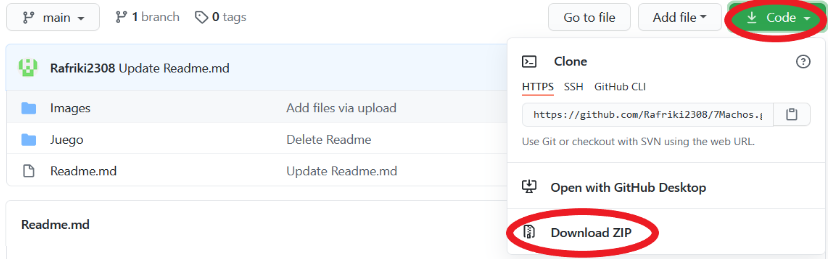 main
1 branch
0 tags
Go to file
Add file
Code
Rafriki2308 Update Readme.md
Images
Add files via upload
Juego
Delete Readme
Readme.md
Update Readme.md
Readme.md
Clone
HTTPS SSH GitHub CLI
https://github.com/Rafriki2308/7Machos.g
Use Git or checkout with SVN using the web URL.
Open with GitHub Desktop
Download ZIP